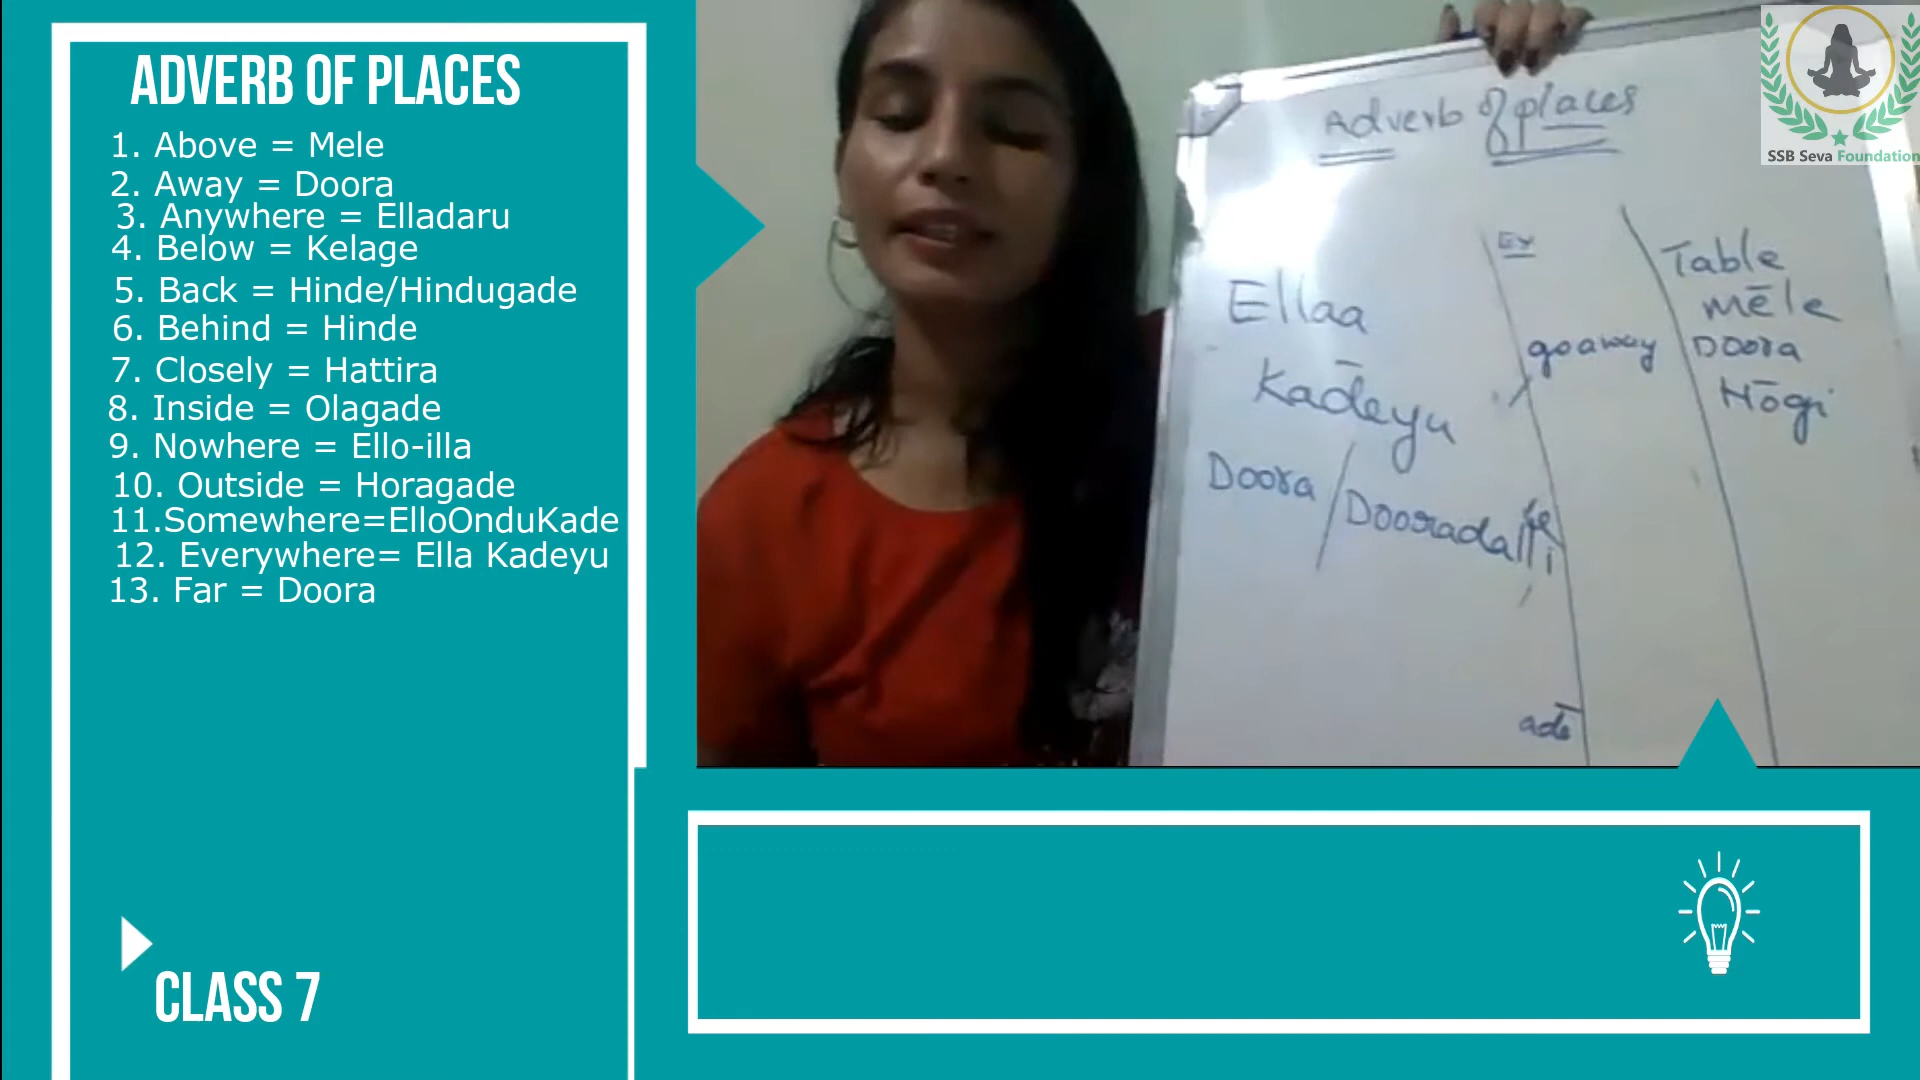 ADVERB OF PLACES
1. Above = Mele
2. Away = Doora
3. Anywhere = Elladaru
4. Below = Kelage
5. Back = Hinde/Hindugade
6. Behind = Hinde
7. Closely = Hattira
8. Inside = Olagade
9. Nowhere = Ello-illa
10. Outside = Horagade
11.Somewhere=ElloOnduKade
12. Everywhere= Ella Kadeyu
13. Far = Doora
CLASS 7
SSB Seva Foundation
Adverb of places
Ellaa
Kadeyu
Doora / Dooradalli
Ex
go away
ade
Table
mēle
Doora
Hōgi